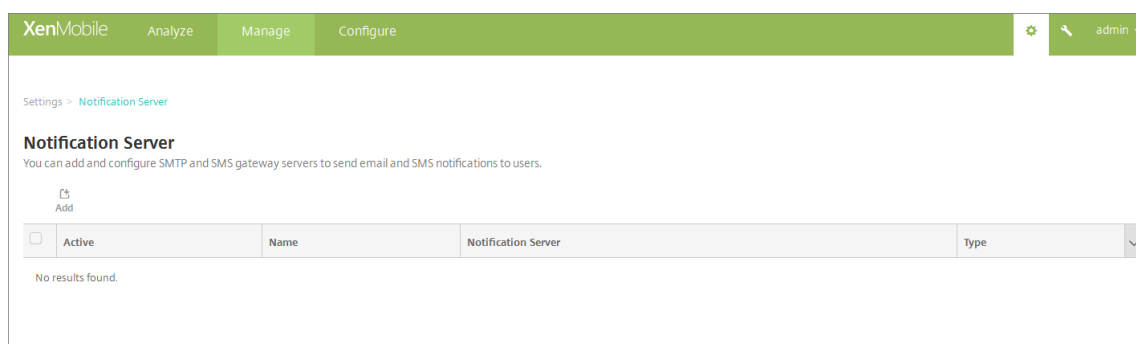 XenMobile Analyze Manage Configure admin
Settings > Notification Server
Notification Server
You can add and configure SMTP and SMS gateway servers to send email and SMS notifications to users.
Add
Active Name Notification Server Type
No results found.